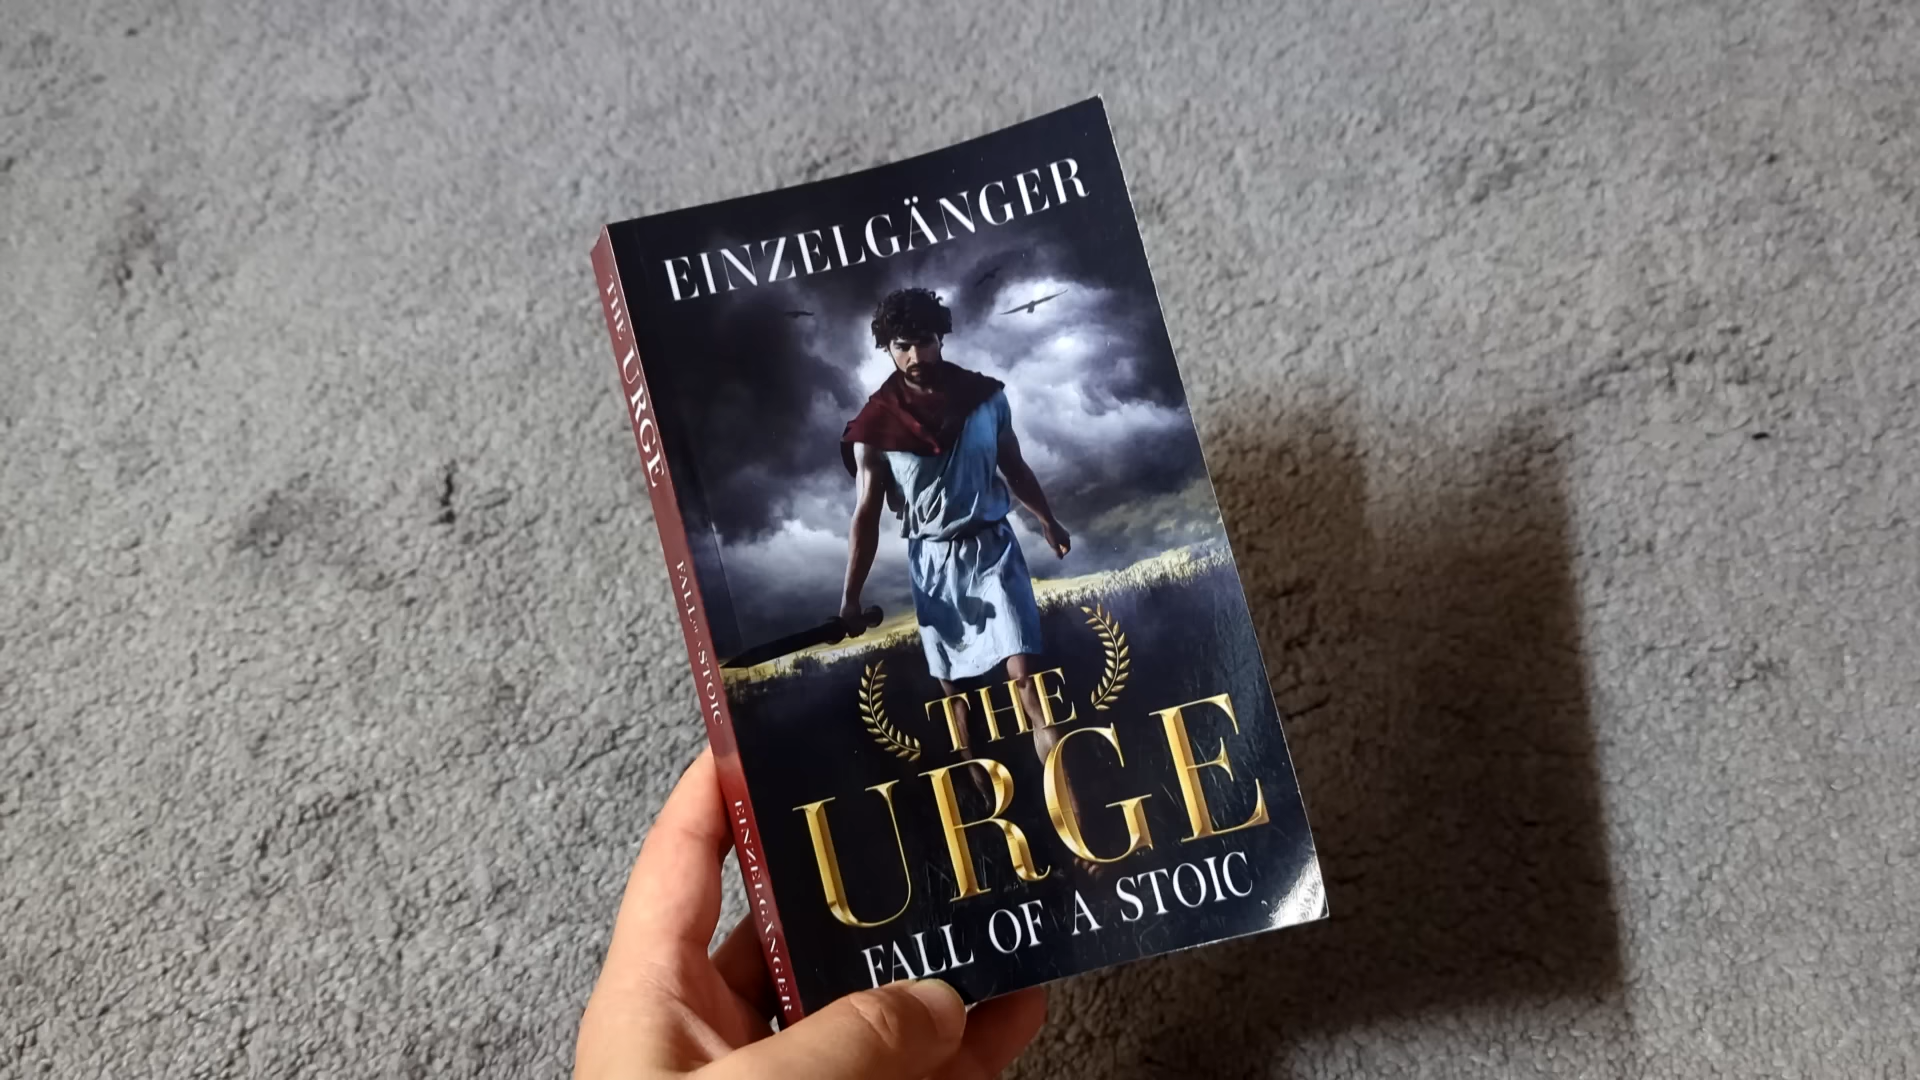 EINZELGÄNGER
THE
URGE
FALL OF A STOIC
THE URGE
FALL OF A STOIC
EINZELGÄNGER